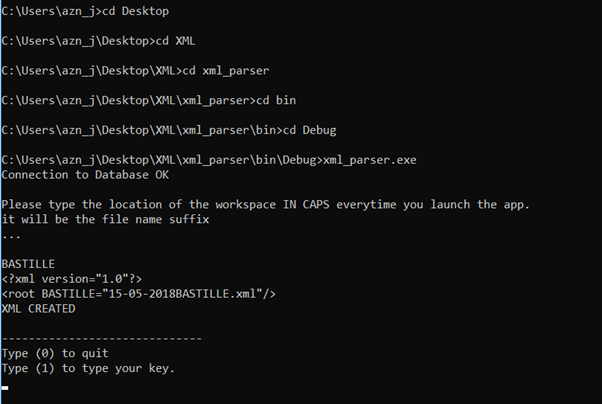 C:\Users\azn_j>cd Desktop
C:\Users\azn_j\Desktop>cd XML
C:\Users\azn_j\Desktop\XML>cd xml_parser
C:\Users\azn_j\Desktop\XML\xml_parser>cd bin
C:\Users\azn_j\Desktop\XML\xml_parser\bin>cd Debug
C:\Users\azn_j\Desktop\XML\xml_parser\bin\Debug>xml_parser.exe
Connection to Database OK
Please type the location of the workspace IN CAPS everytime you launch the app.
it will be the file name suffix
...
BASTILLE
<?xml version="1.0"?>
<root BASTILLE="15-05-2018BASTILLE.xml"/>
XML CREATED
------------------------------
Type (0) to quit
Type (1) to type your key.